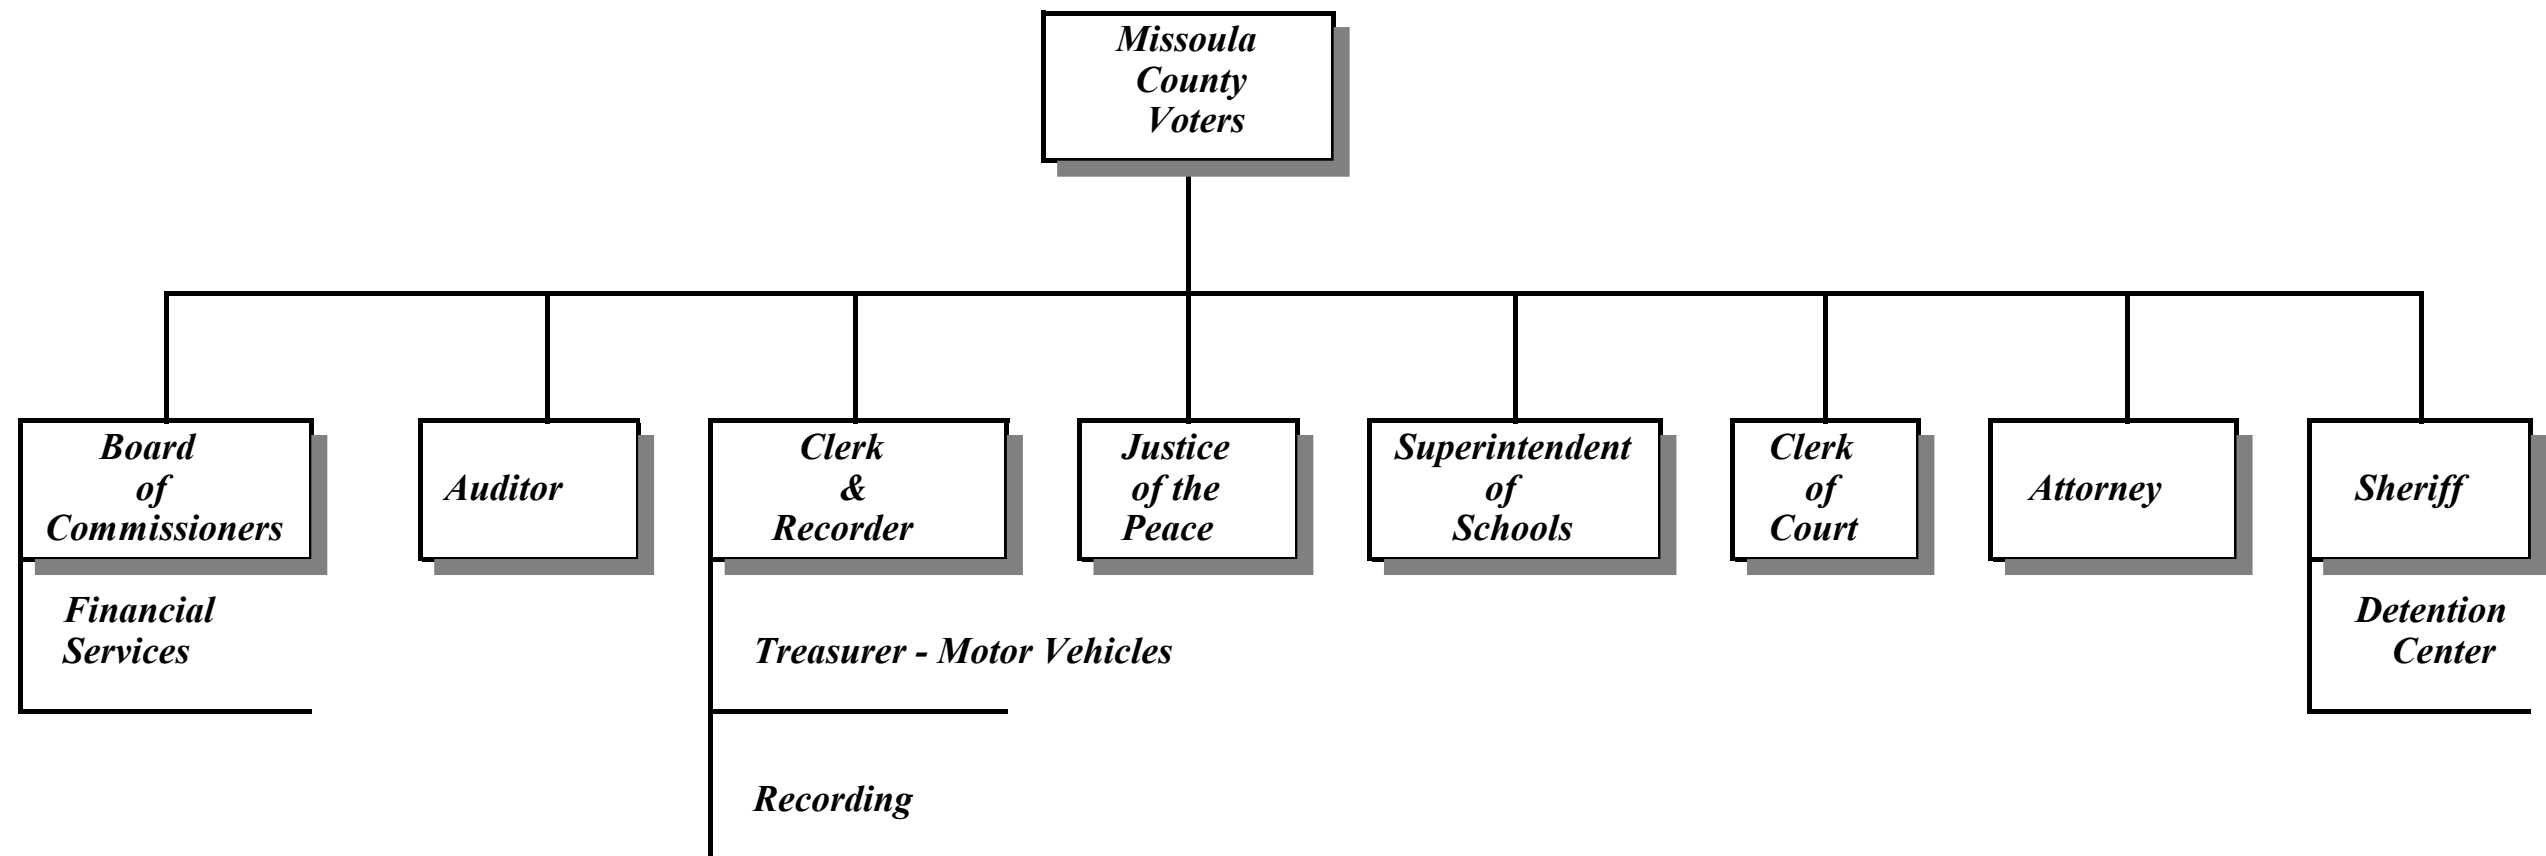 Missoula
County
Voters
Board
of
Commissioners
Auditor
Clerk
&
Recorder
Justice
of the
Peace
Superintendent
of
Schools
Clerk
of
Court
Attorney
Sheriff
Financial
Services
Treasurer - Motor Vehicles
Detention
Center
Recording